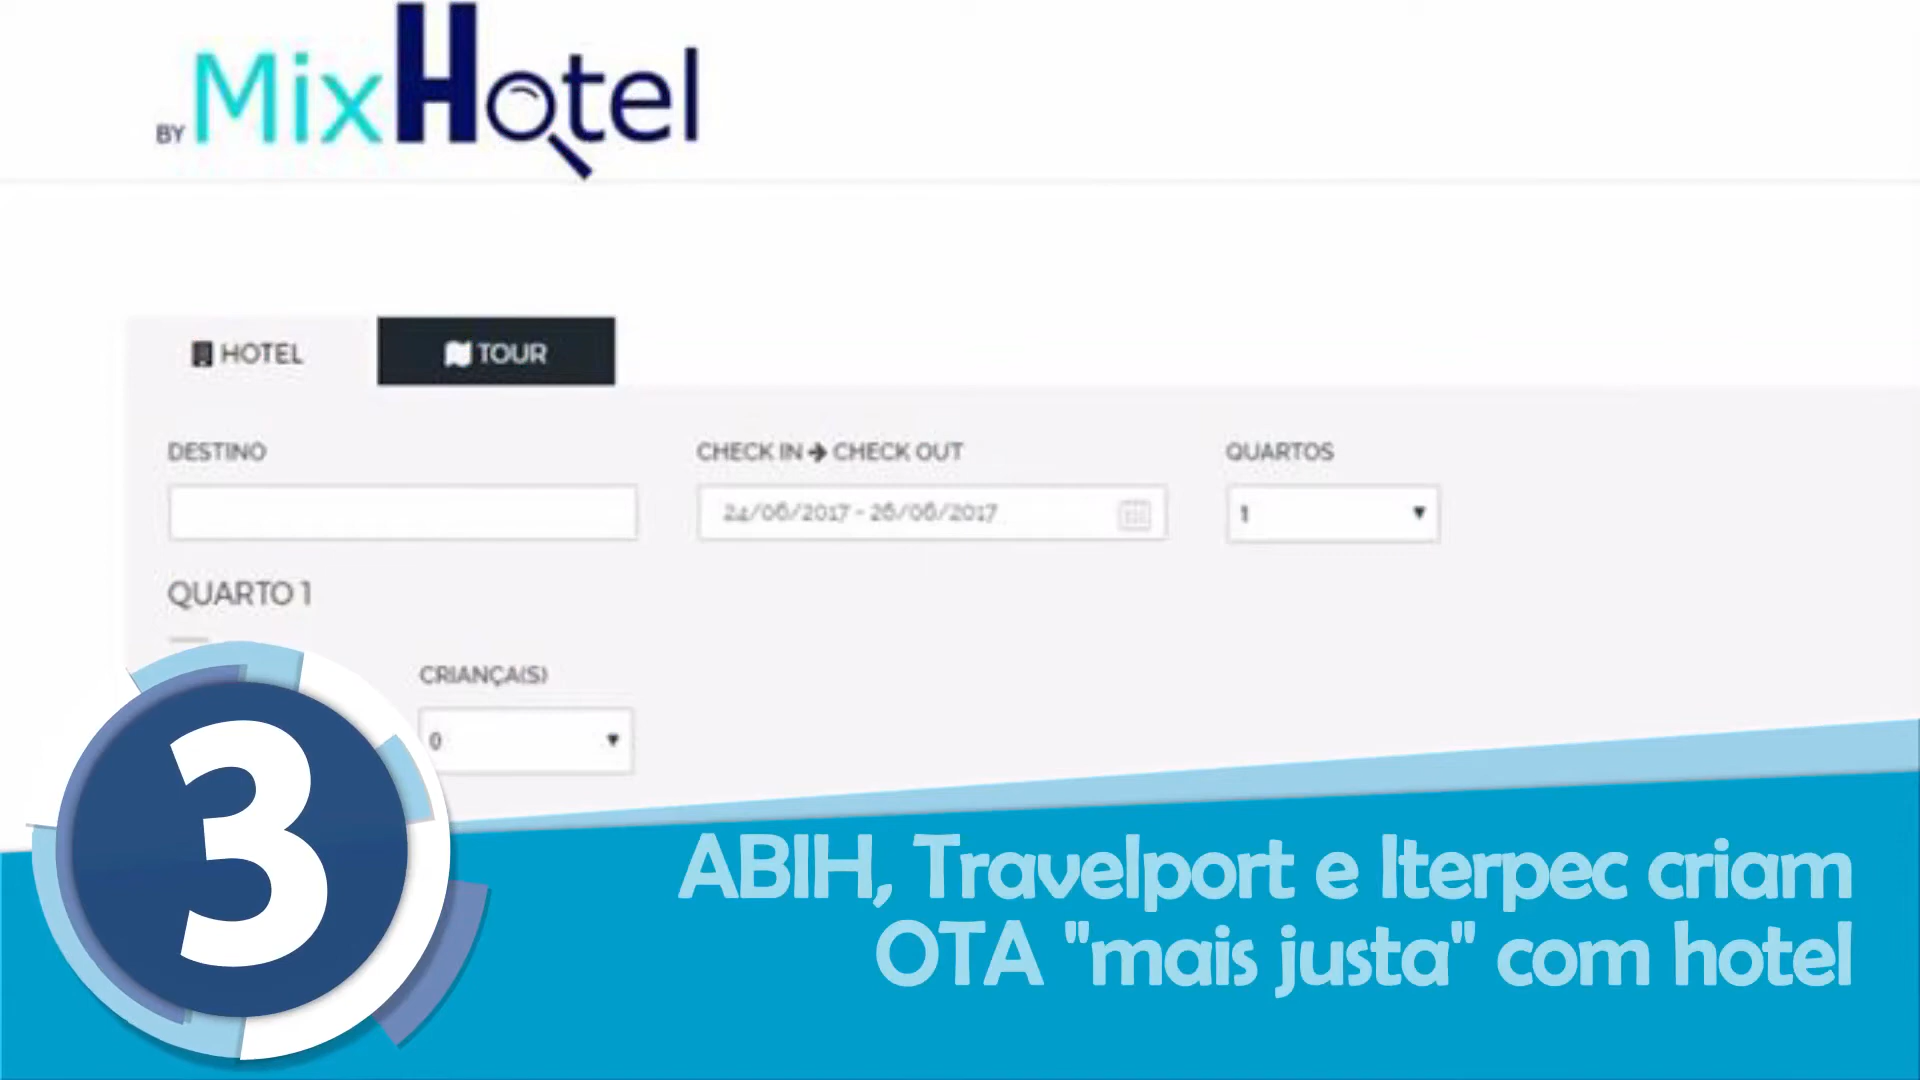 BY MixHotel
HOTEL
TOUR
DESTINO
CHECK IN → CHECK OUT
QUARTOS
24/06/2017 - 26/06/2017
1
QUARTO 1
CRIANÇA(S)
0
3
ABIH, Travelport e Iterpec criam
OTA "mais justa" com hotel